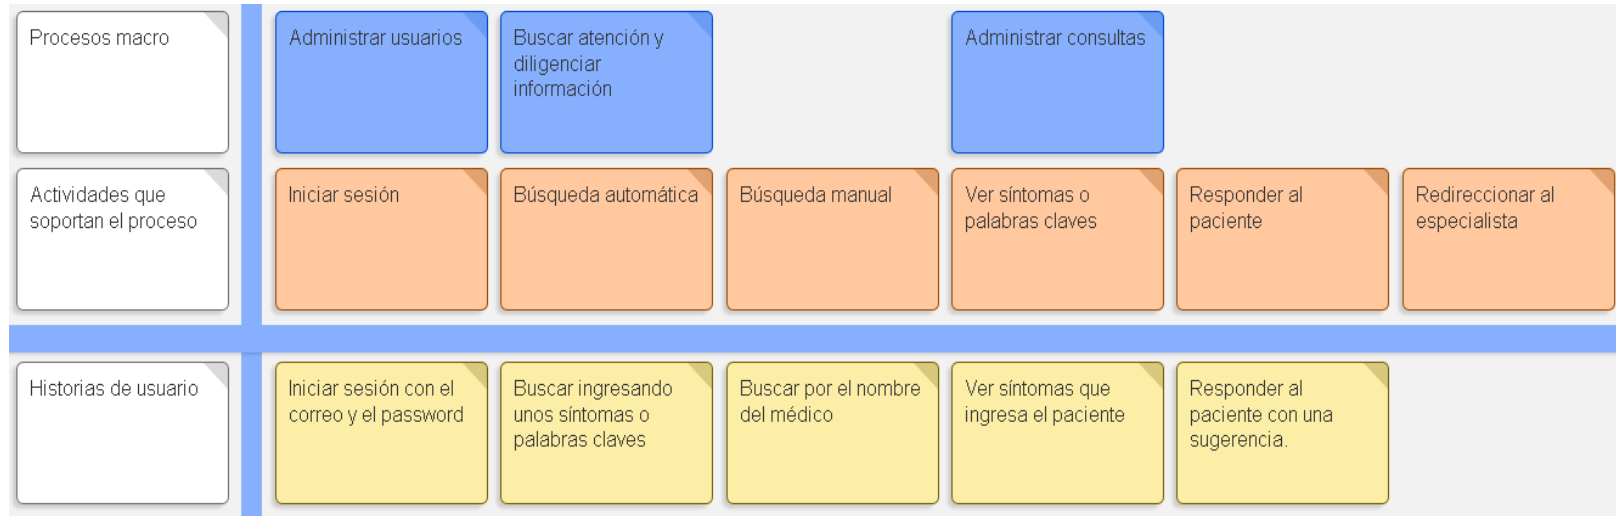 Procesos macro
Administrar usuarios
Buscar atención y
diligenciar
información
Administrar consultas
Actividades que
soportan el proceso
Iniciar sesión
Búsqueda automática
Búsqueda manual
Ver síntomas o
palabras claves
Responder al
paciente
Redireccionar al
especialista
Historias de usuario
Iniciar sesión con el
correo y el password
Buscar ingresando
unos síntomas o
palabras claves
Buscar por el nombre
del médico
Ver síntomas que
ingresa el paciente
Responder al
paciente con una
sugerencia.